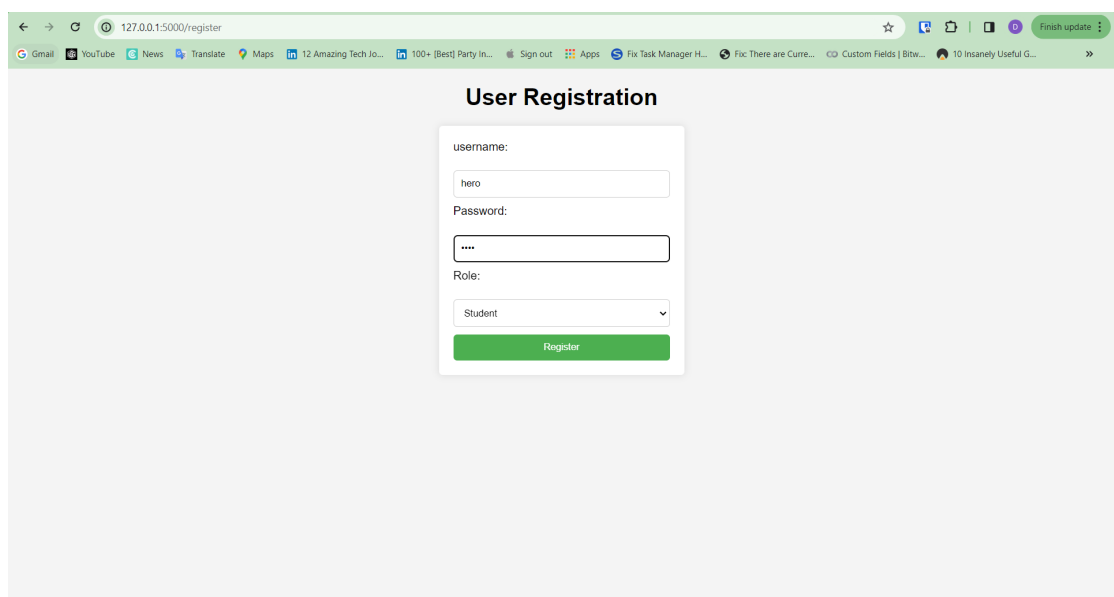 127.0.0.1:5000/register
Finish update
Gmail YouTube News Translate Maps 12 Amazing Tech Jo... 100+ [Best] Party In... Sign out Apps Fix Task Manager H... Fix: There are Curre... Custom Fields | Bitw... 10 Insanely Useful G...
User Registration
username:
hero
Password:
••••
Role:
Student
Register